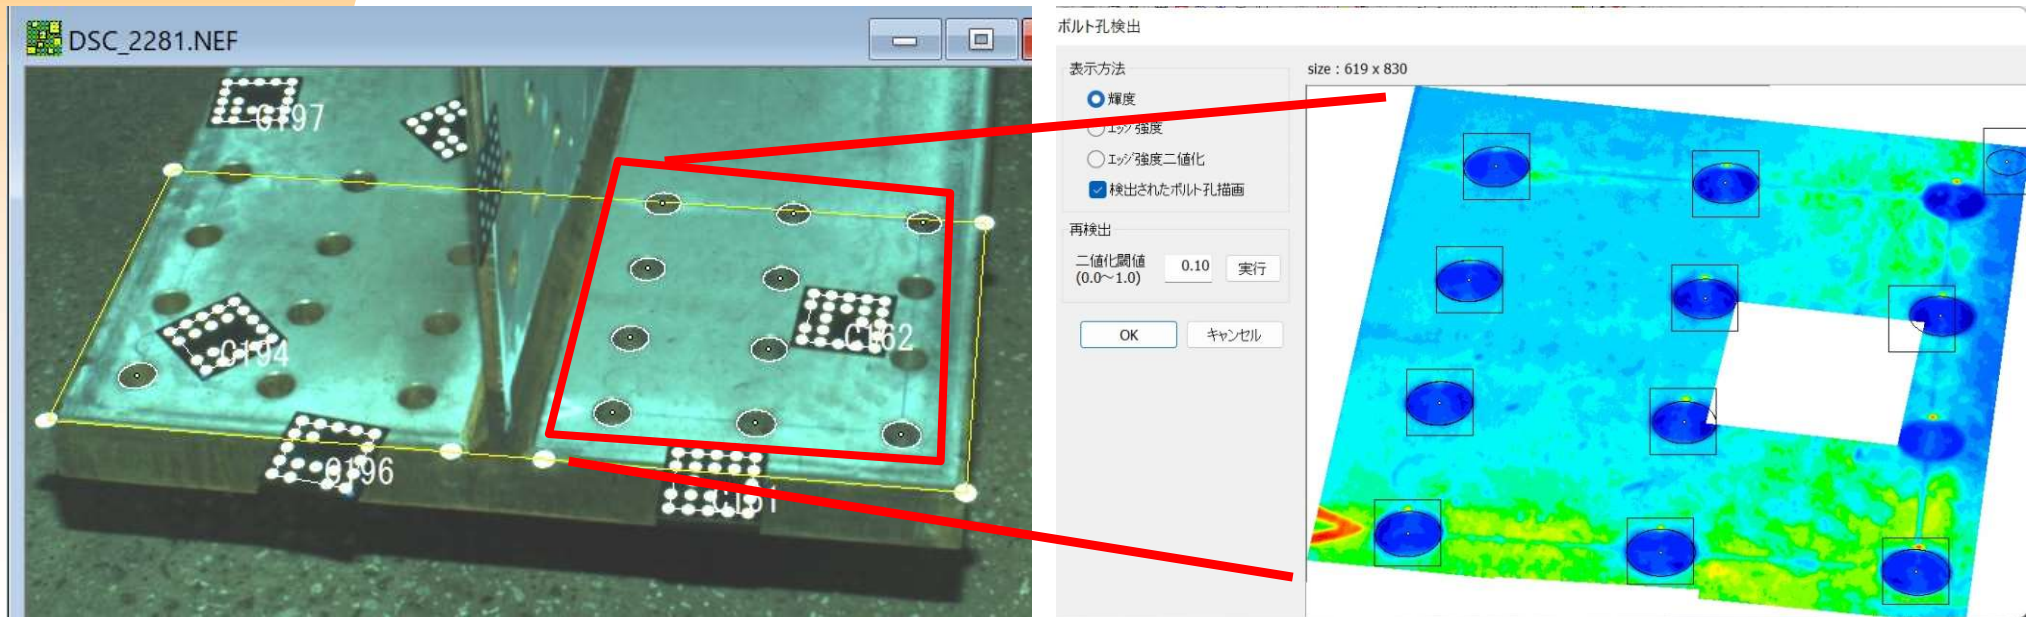 DSC_2281.NEF
C197
C194
C162
C196
C161
ボルト孔検出
表示方法
輝度
エッジ強度
エッジ強度二値化
検出されたボルト孔描画
再検出
二値化閾値
(0.0～1.0)
0.10
実行
OK
キャンセル
size : 619 x 830